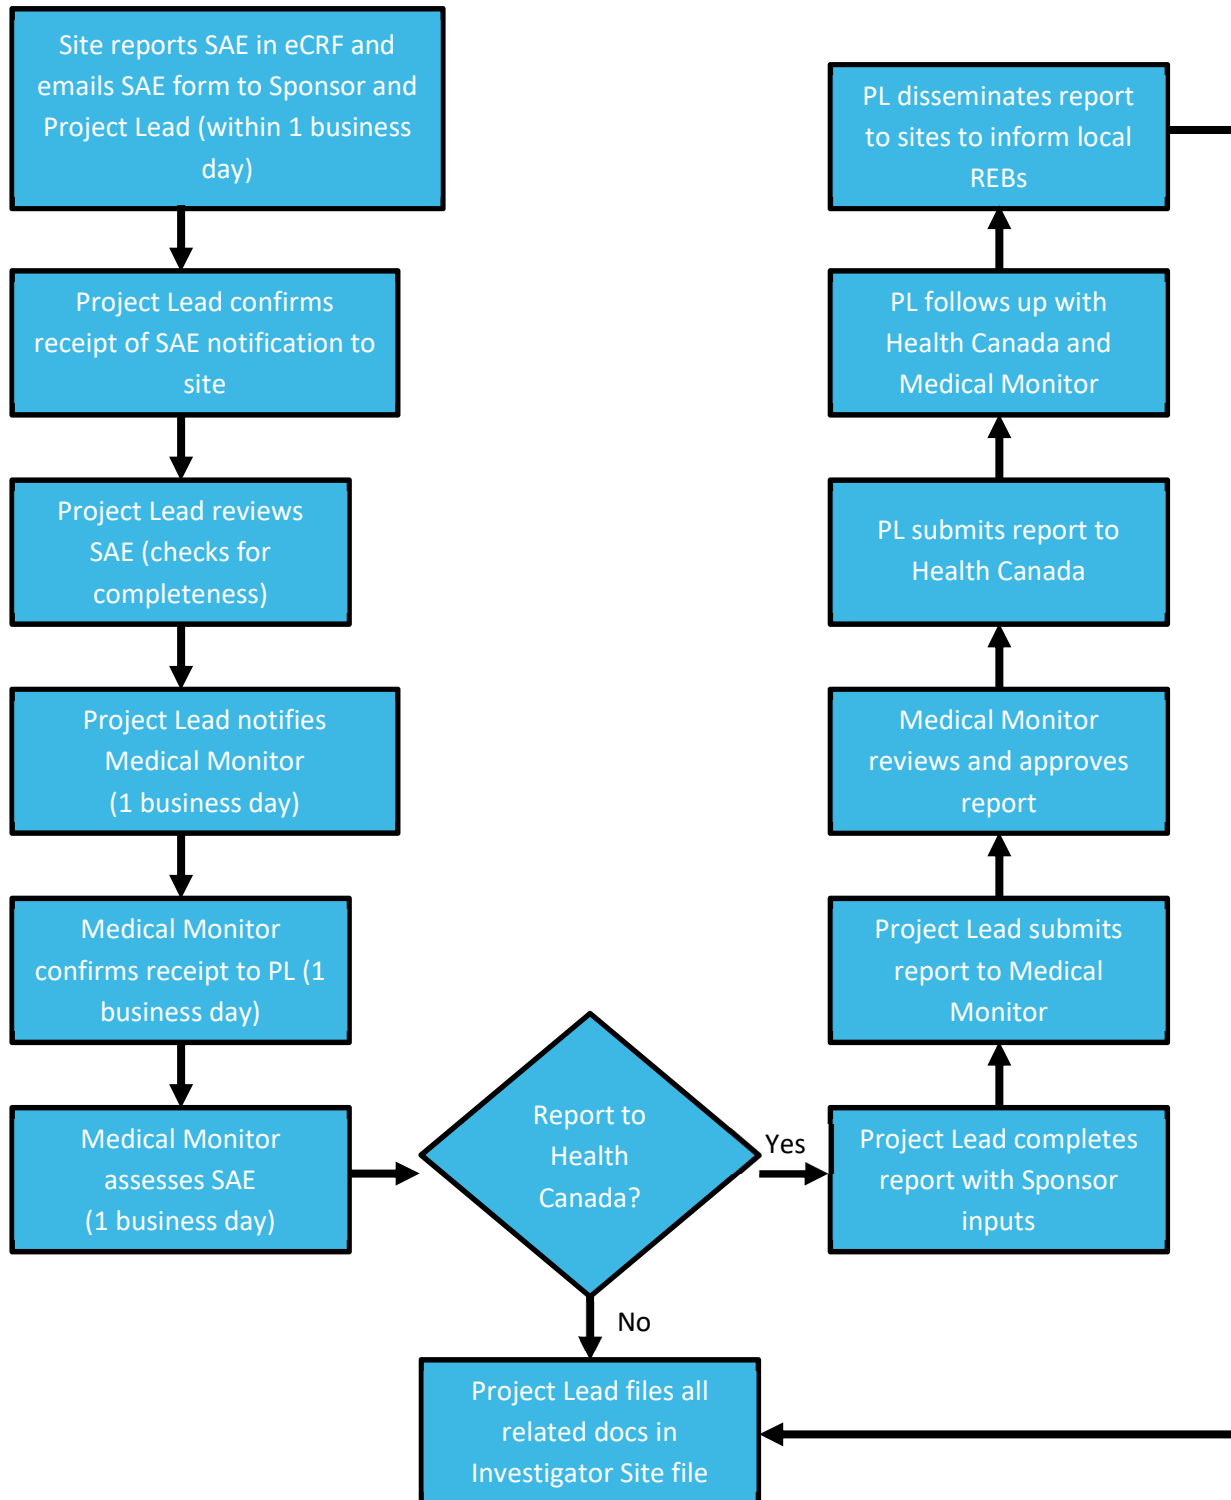 Site reports SAE in eCRF and
emails SAE form to Sponsor and
Project Lead (within 1 business
day)
Project Lead confirms
receipt of SAE notification to
site
Project Lead reviews
SAE (checks for
completeness)
Project Lead notifies
Medical Monitor
(1 business day)
Medical Monitor
confirms receipt to PL (1
business day)
Medical Monitor
assesses SAE
(1 business day)
Report to
Health
Canada?
Yes
No
Project Lead completes
report with Sponsor
inputs
Project Lead submits
report to Medical
Monitor
Medical Monitor
reviews and approves
report
PL submits report to
Health Canada
PL follows up with
Health Canada and
Medical Monitor
PL disseminates report
to sites to inform local
REBs
Project Lead files all
related docs in
Investigator Site file